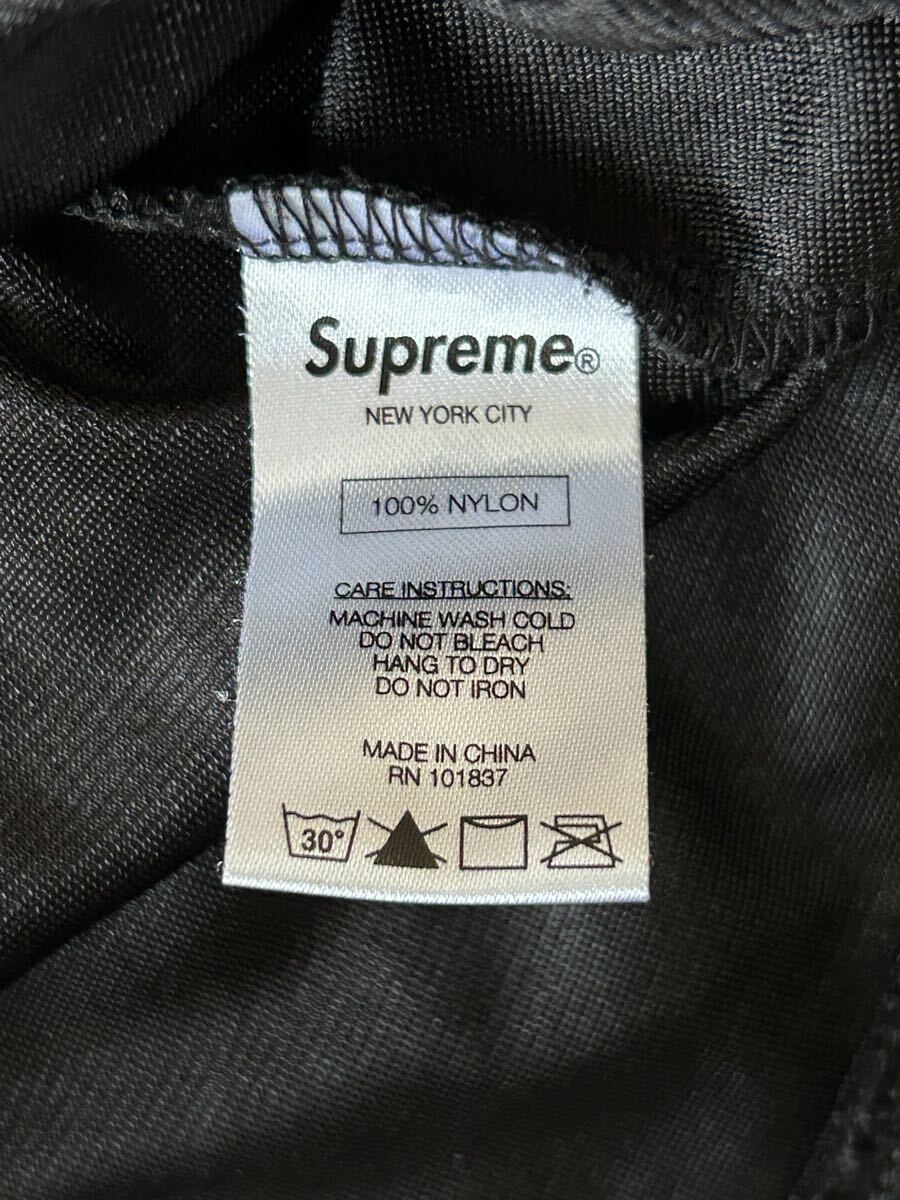 Supreme®
NEW YORK CITY
100% NYLON
CARE INSTRUCTIONS:
MACHINE WASH COLD
DO NOT BLEACH
HANG TO DRY
DO NOT IRON
MADE IN CHINA
RN 101837
30°